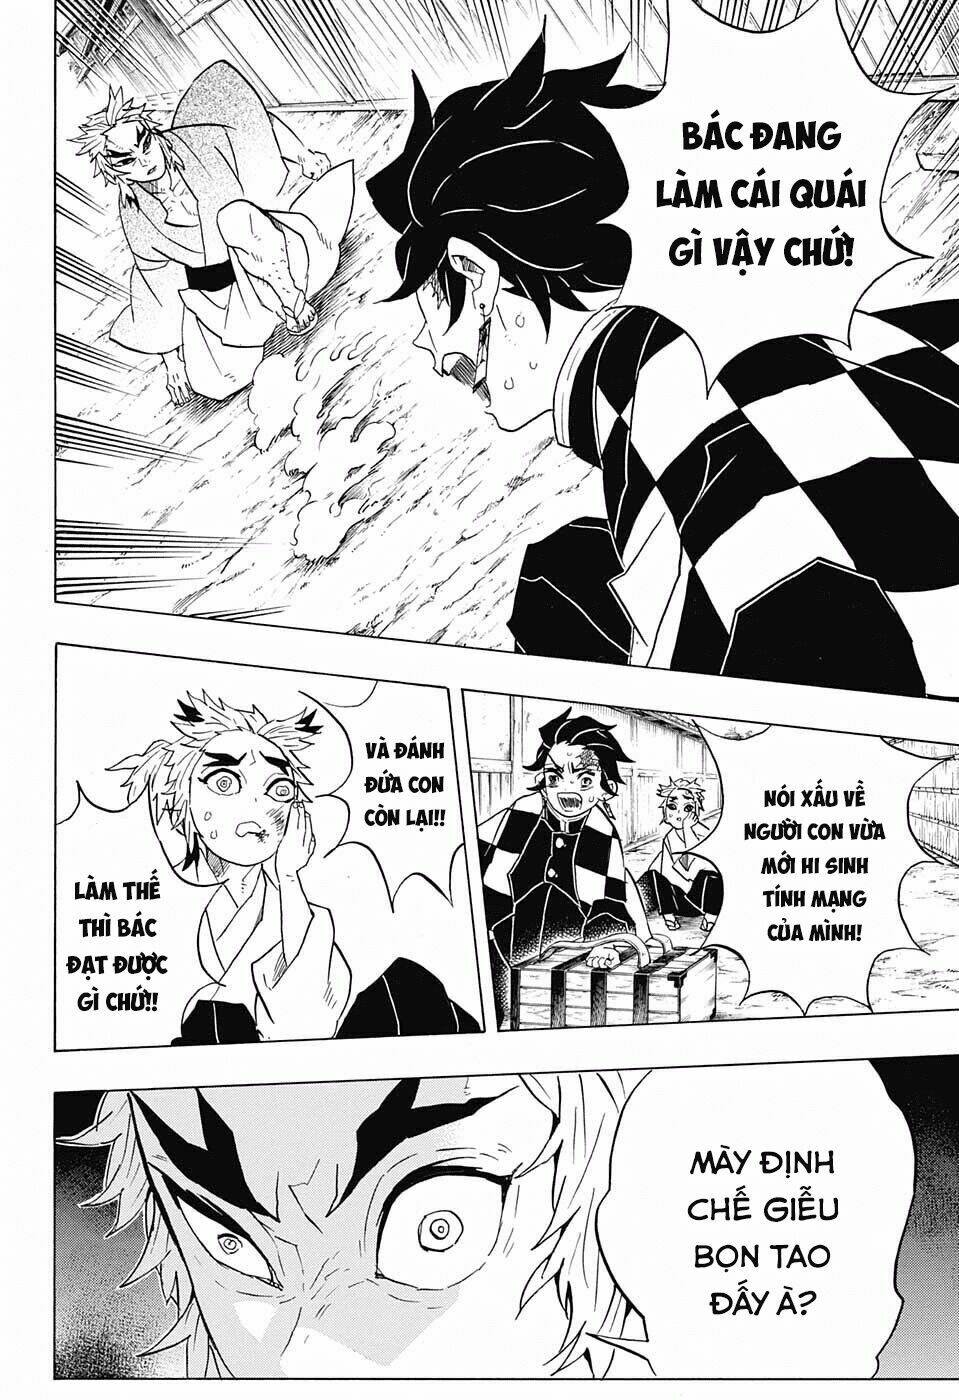 BÁC ĐANG
LÀM CÁI QUÁI
GÌ VẬY CHỨ!
NÓI XẤU VỀ
NGƯỜI CON VỪA
MỚI HI SINH
TÍNH MẠNG
CỦA MÌNH!
VÀ ĐÁNH
ĐỨA CON
CÒN LẠI!!
LÀM THẾ
THÌ BÁC
ĐẠT ĐƯỢC
GÌ CHỨ!!
MÀY ĐỊNH
CHẾ GIỄU
BỌN TAO
ĐẤY À?